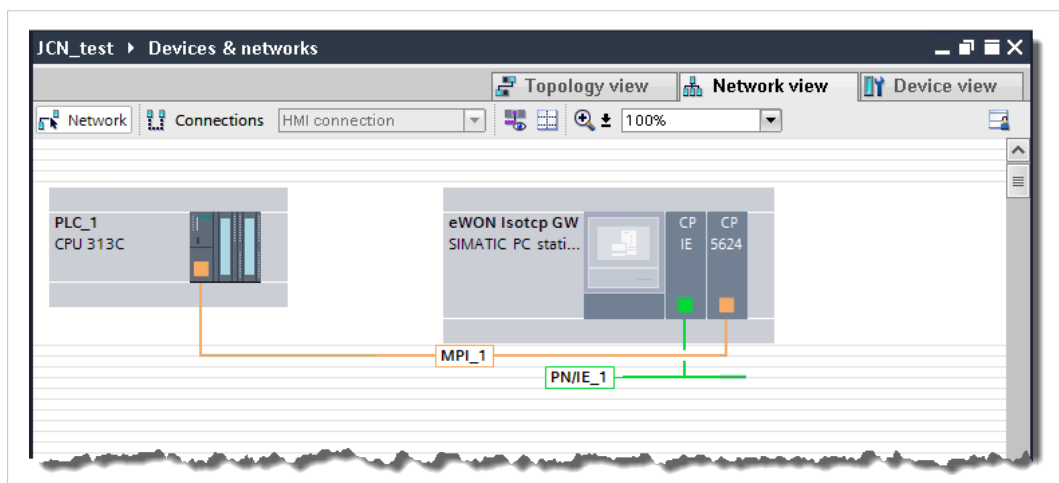 JCN_test ▸ Devices & networks
Topology view Network view Device view
Network Connections HMI connection 100%
PLC_1
CPU 313C
eWON Isotcp GW
SIMATIC PC stati...
CP
IE
CP
5624
MPI_1
PN/IE_1